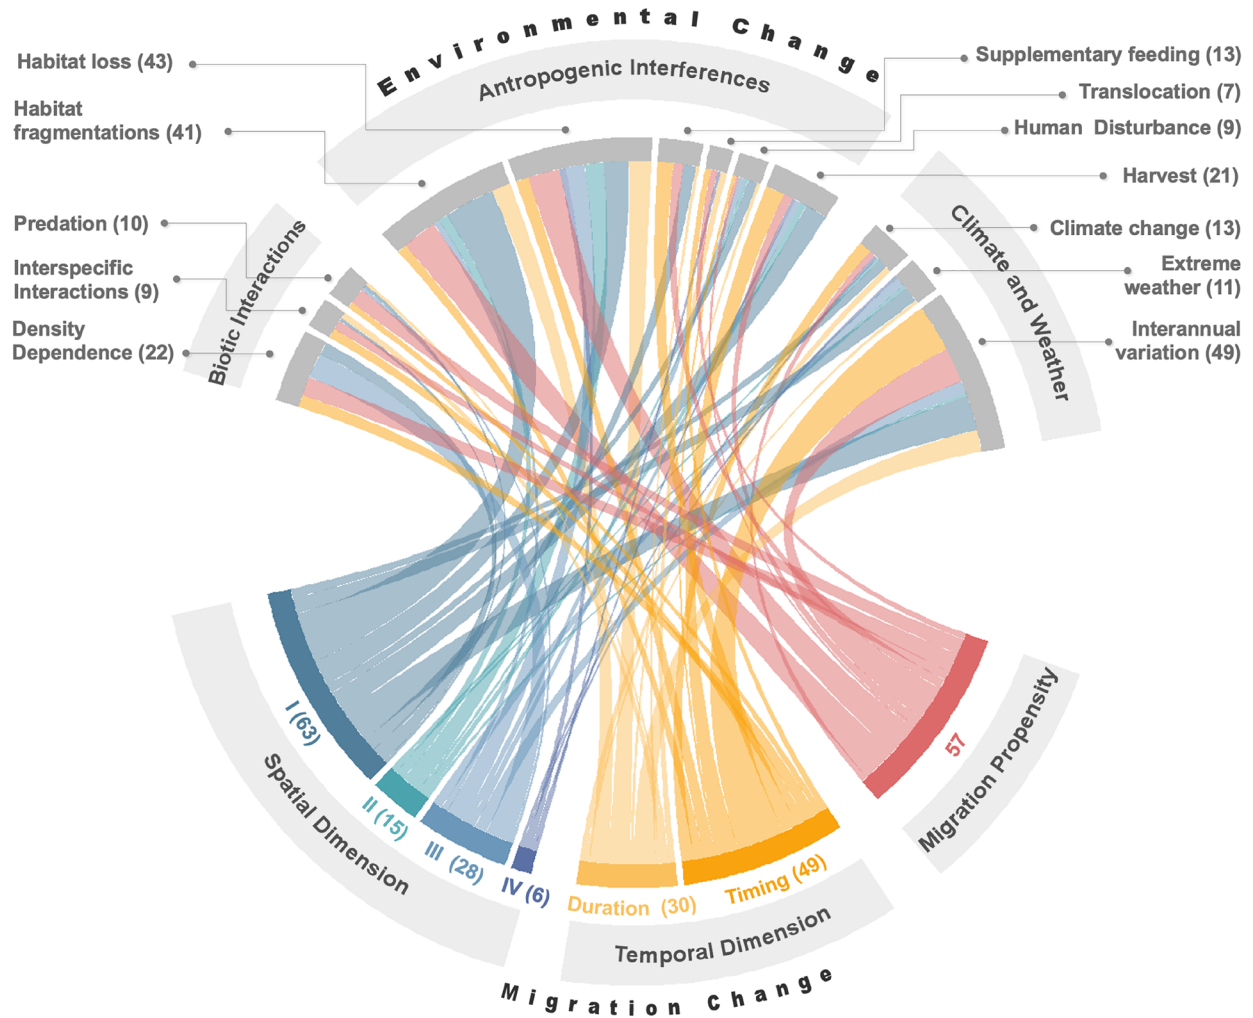 Environmental Change
Antropogenic Interferences
Habitat loss (43)
Habitat
fragmentations (41)
Predation (10)
Interspecific
Interactions (9)
Density
Dependence (22)
Biotic Interactions
Supplementary feeding (13)
Translocation (7)
Human Disturbance (9)
Harvest (21)
Climate change (13)
Extreme
weather (11)
Interannual
variation (49)
Climate and Weather
I (63)
II (15)
III (28)
IV (6)
Spatial Dimension
Duration (30)
Timing (49)
Temporal Dimension
57
Migration Propensity
Migration Change